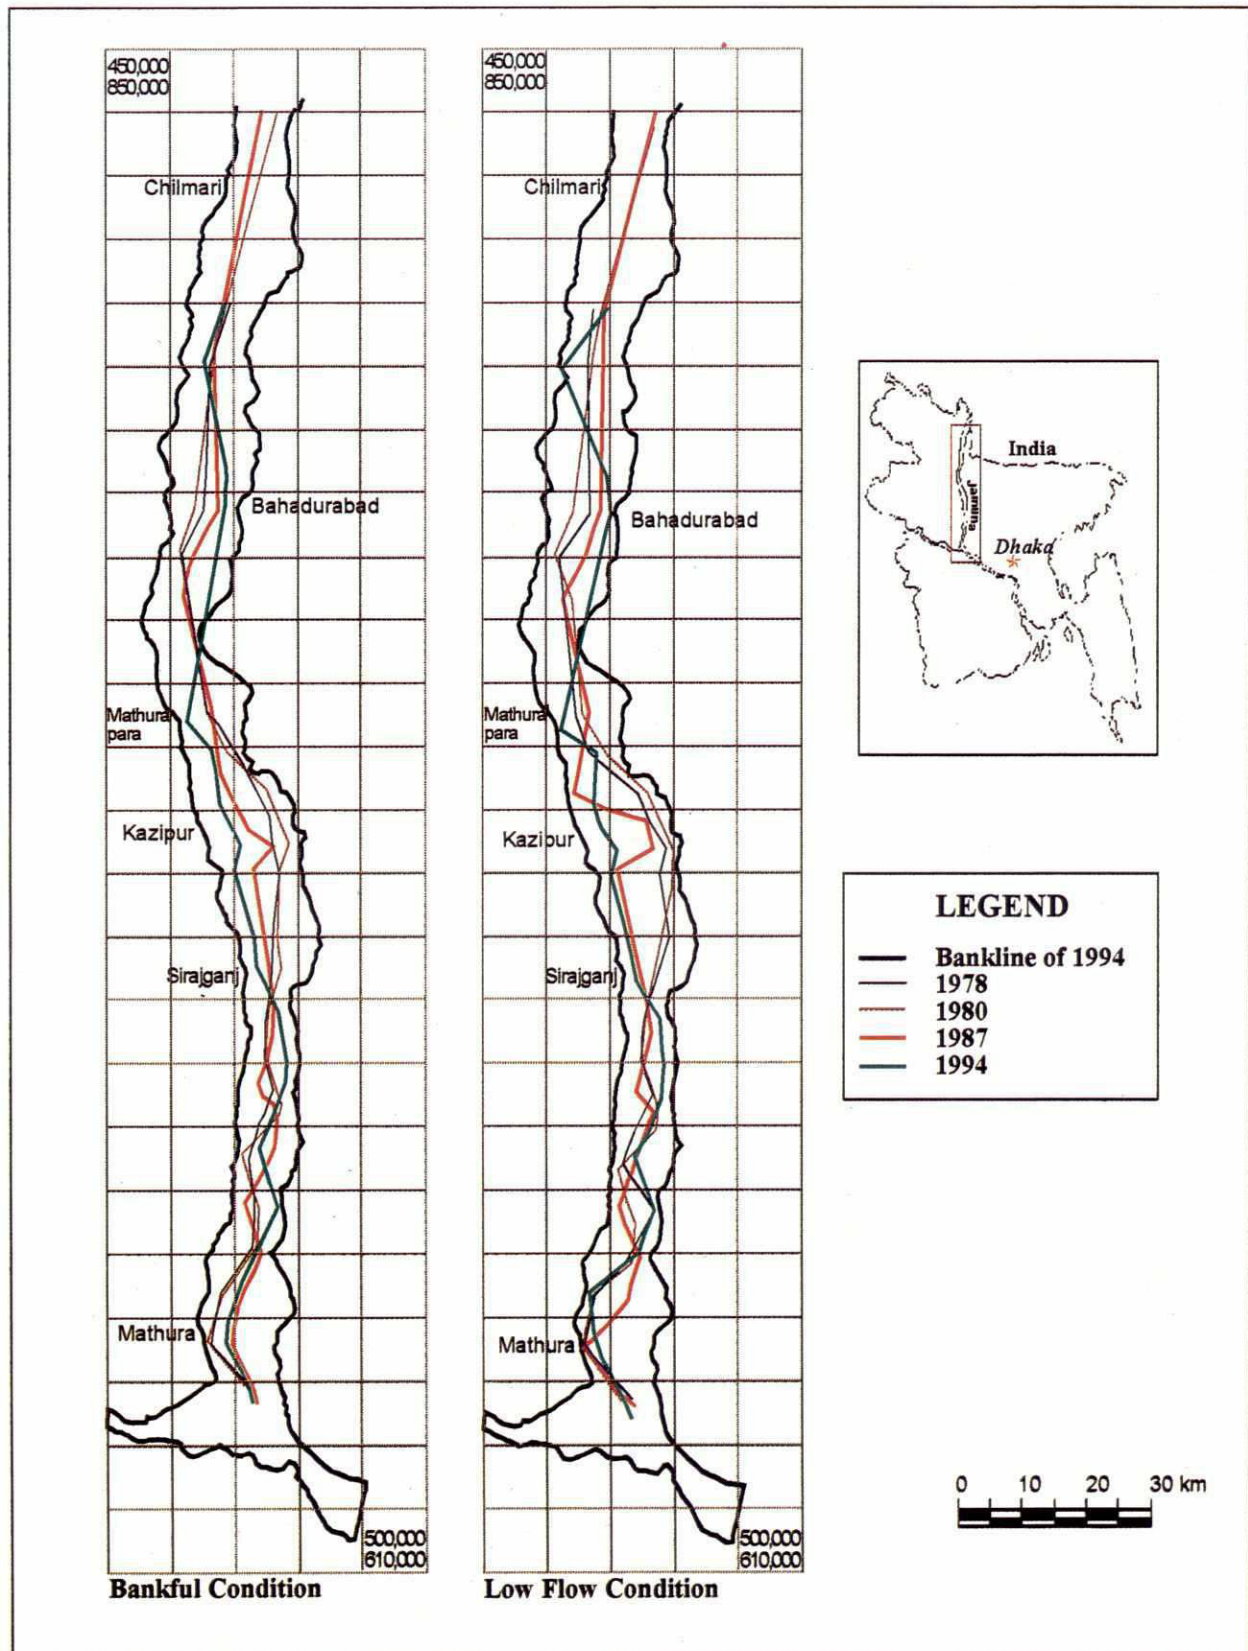 450,000
850,000
Chilmari
Bahadurabad
Mathura
para
Kazipur
Sirajganj
Mathura
500,000
610,000
Bankful Condition
450,000
850,000
Chilmari
Bahadurabad
Mathura
para
Kazipur
Sirajganj
Mathura
500,000
610,000
Low Flow Condition
India
Jamuna
Dhaka
LEGEND
Bankline of 1994
1978
1980
1987
1994
0 10 20 30 km